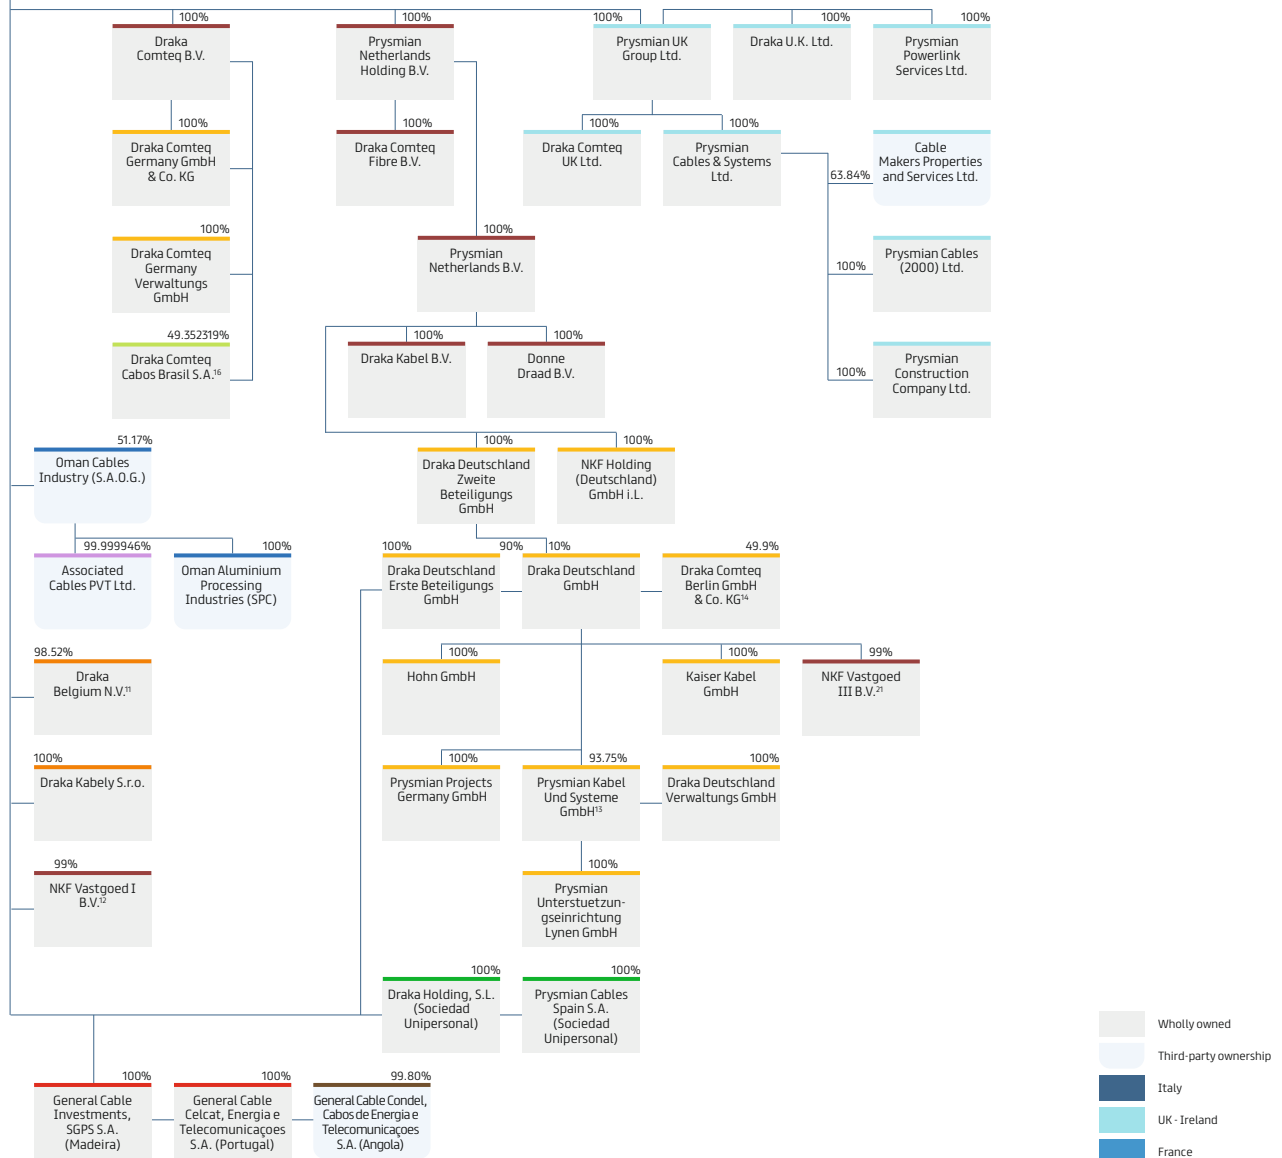 100%
Draka
Comteq B.V.
100%
Prysmian
Netherlands
Holding B.V.
100%
Prysmian UK
Group Ltd.
100%
Draka U.K. Ltd.
100%
Prysmian
Powerlink
Services Ltd.
100%
Draka Comteq
Germany GmbH
& Co. KG
100%
Draka Comteq
Fibre B.V.
100%
Draka Comteq
UK Ltd.
100%
Prysmian
Cables & Systems
Ltd.
63.84%
Cable
Makers Properties
and Services Ltd.
100%
Draka Comteq
Germany
Verwaltungs
GmbH
100%
Prysmian
Netherlands B.V.
100%
Prysmian Cables
(2000) Ltd.
49.352319%
Draka Comteq
Cabos Brasil S.A.¹⁶
100%
Draka Kabel B.V.
100%
Donne
Draad B.V.
100%
Prysmian
Construction
Company Ltd.
51.17%
Oman Cables
Industry (S.A.O.G.)
100%
Draka Deutschland
Zweite
Beteiligungs
GmbH
100%
NKF Holding
(Deutschland)
GmbH i.L.
99.999946%
Associated
Cables PVT Ltd.
100%
Oman Aluminium
Processing
Industries (SPC)
100%
Draka Deutschland
Erste Beteiligungs
GmbH
90%
10%
Draka Deutschland
GmbH
49.9%
Draka Comteq
Berlin GmbH
& Co. KG¹⁴
98.52%
Draka
Belgium N.V.¹¹
100%
Hohn GmbH
100%
Kaiser Kabel
GmbH
99%
NKF Vastgoed
III B.V.²¹
100%
Draka Kabely S.r.o.
100%
Prysmian Projects
Germany GmbH
93.75%
Prysmian Kabel
Und Systeme
GmbH¹³
100%
Draka Deutschland
Verwaltungs GmbH
99%
NKF Vastgoed I
B.V.¹²
100%
Prysmian
Unterstuetzun-
gseinrichtung
Lynen GmbH
100%
Draka Holding, S.L.
(Sociedad
Unipersonal)
100%
Prysmian Cables
Spain S.A.
(Sociedad
Unipersonal)
100%
General Cable
Investments,
SGPS S.A.
(Madeira)
100%
General Cable
Celcat, Energia e
Telecomunicaçoes
S.A. (Portugal)
99.80%
General Cable Condel,
Cabos de Energia e
Telecomunicaçoes
S.A. (Angola)
Wholly owned
Third-party ownership
Italy
UK - Ireland
France